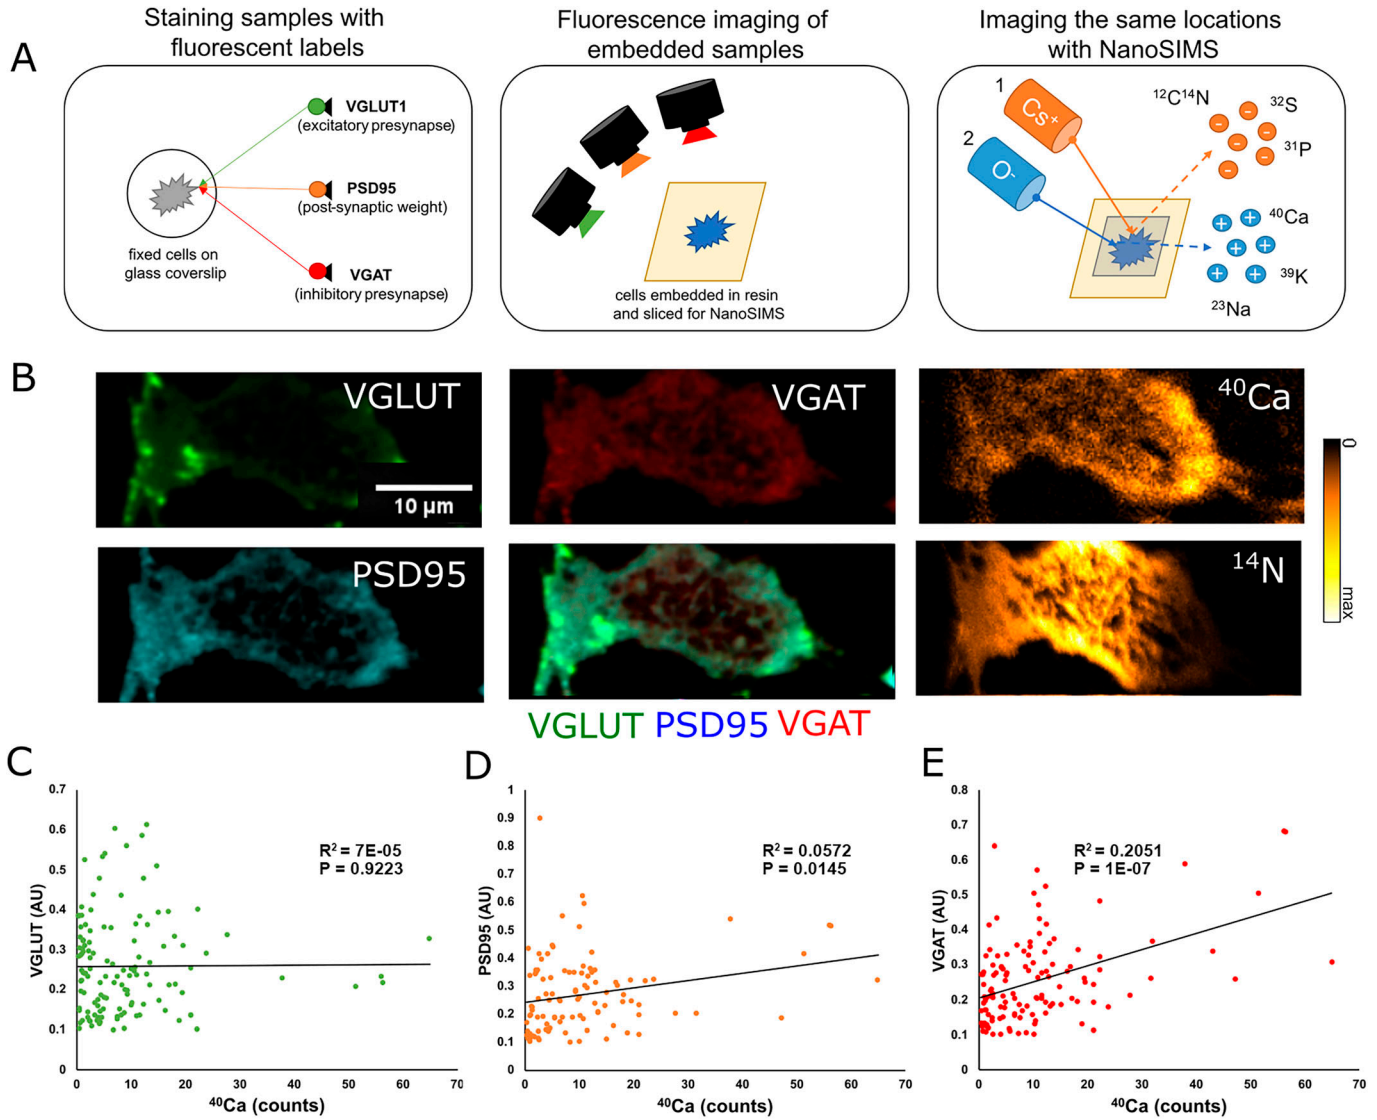 Staining samples with
fluorescent labels
Fluorescence imaging of
embedded samples
Imaging the same locations
with NanoSIMS
A
VGLUT1
(excitatory presynapse)
PSD95
(post-synaptic weight)
VGAT
(inhibitory presynapse)
fixed cells on
glass coverslip
cells embedded in resin
and sliced for NanoSIMS
1
Cs+
2
O-
12C14N
32S
31P
40Ca
39K
23Na
B
VGLUT
10 µm
VGAT
40Ca
PSD95
14N
0
max
VGLUT PSD95 VGAT
C
VGLUT (AU)
0.7
0.6
0.5
0.4
0.3
0.2
0.1
0
R2 = 7E-05
P = 0.9223
0 10 20 30 40 50 60 70
40Ca (counts)
D
PSD95 (AU)
1
0.9
0.8
0.7
0.6
0.5
0.4
0.3
0.2
0.1
0
R2 = 0.0572
P = 0.0145
0 10 20 30 40 50 60 70
40Ca (counts)
E
VGAT (AU)
0.8
0.7
0.6
0.5
0.4
0.3
0.2
0.1
0
R2 = 0.2051
P = 1E-07
0 10 20 30 40 50 60 70
40Ca (counts)